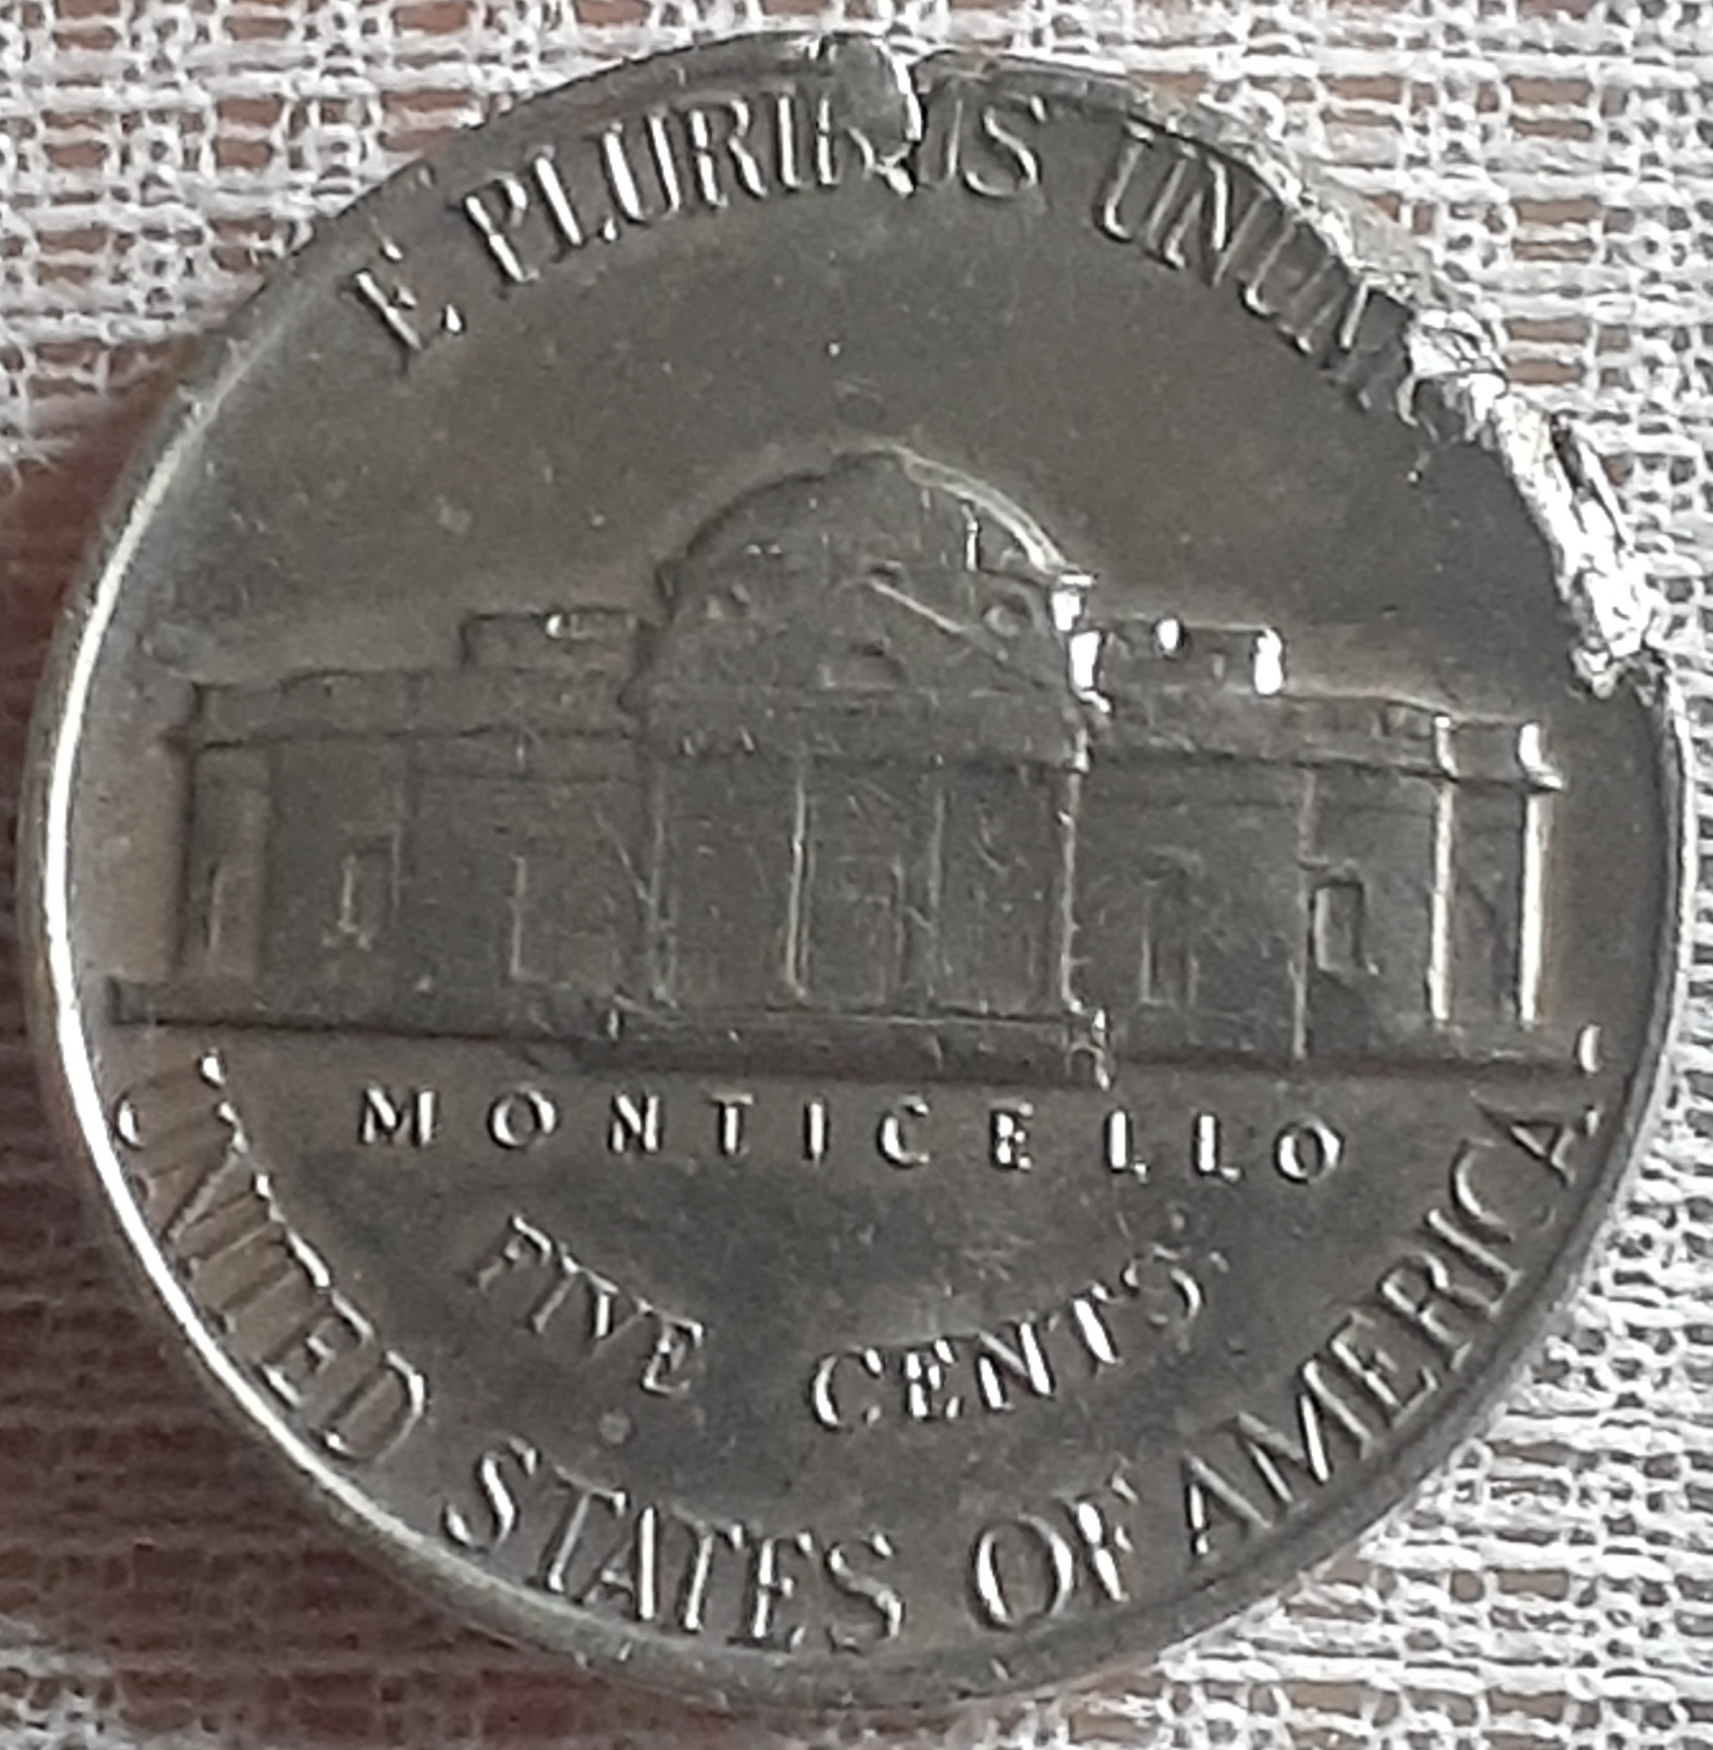 E PLURIBUS UNUM
MONTICELLO
FIVE CENTS
UNITED STATES OF AMERICA